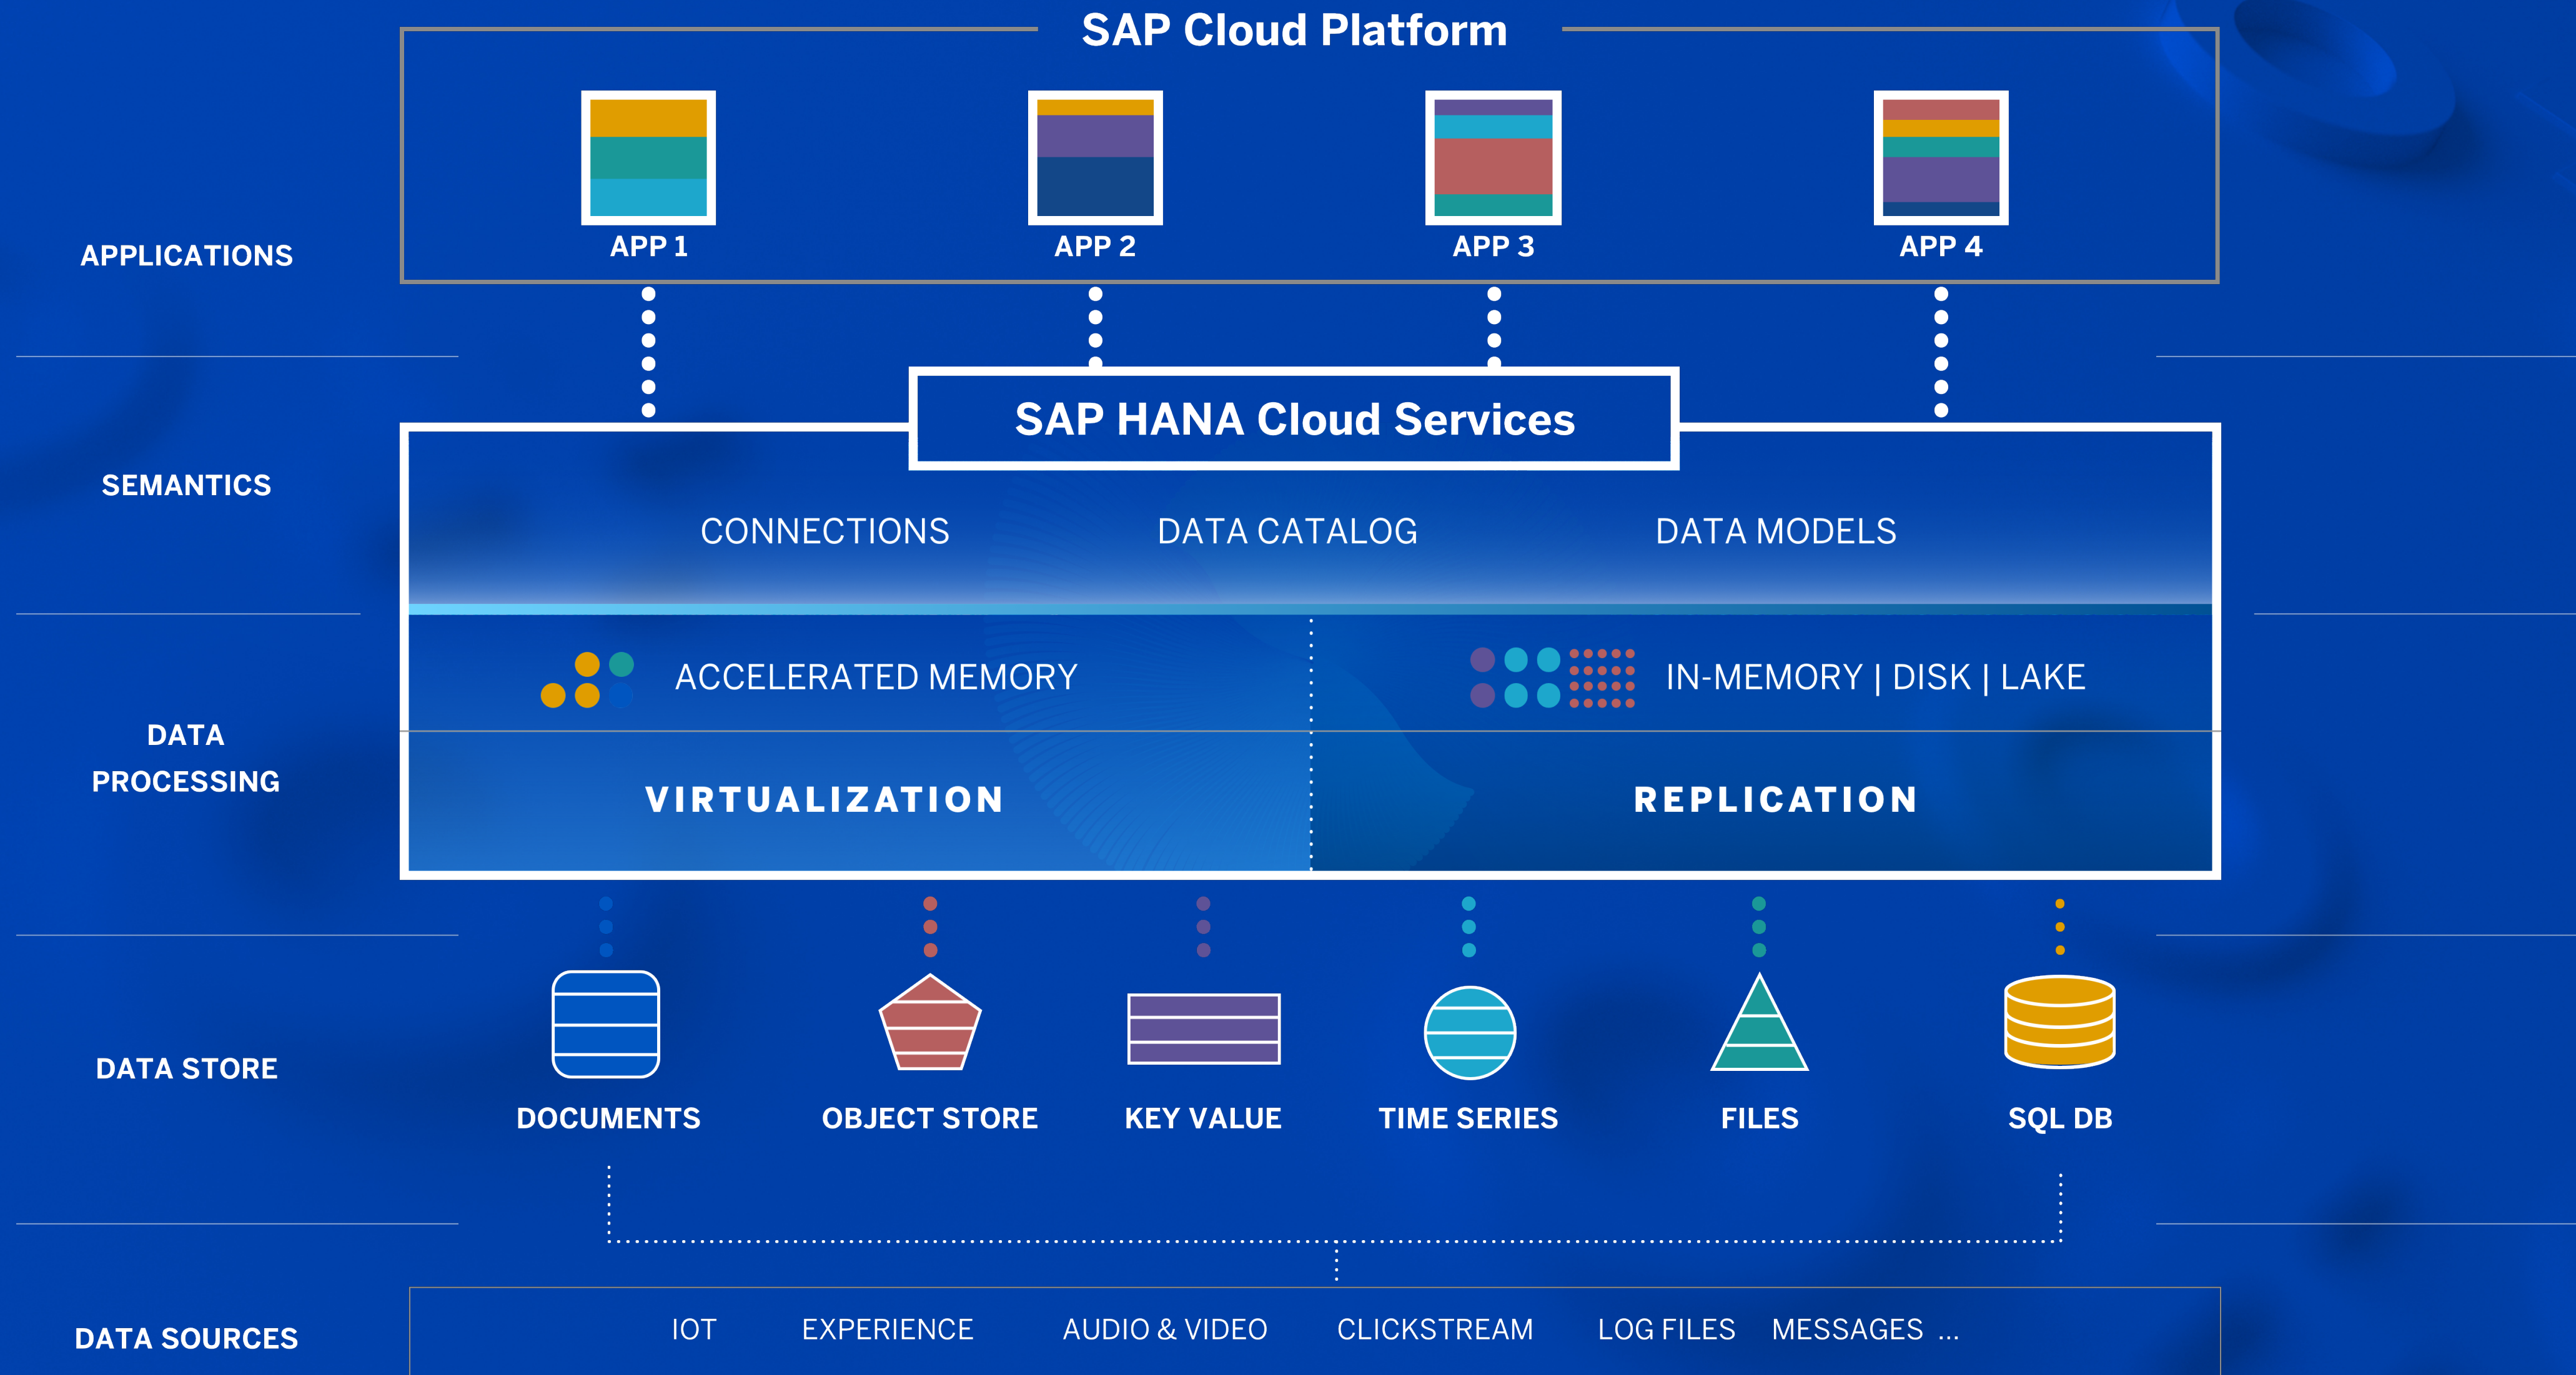 SAP Cloud Platform
APP 1
APP 2
APP 3
APP 4
APPLICATIONS
SAP HANA Cloud Services
SEMANTICS
CONNECTIONS
DATA CATALOG
DATA MODELS
ACCELERATED MEMORY
IN-MEMORY | DISK | LAKE
DATA
PROCESSING
VIRTUALIZATION
REPLICATION
DATA STORE
DOCUMENTS
OBJECT STORE
KEY VALUE
TIME SERIES
FILES
SQL DB
DATA SOURCES
IOT
EXPERIENCE
AUDIO & VIDEO
CLICKSTREAM
LOG FILES
MESSAGES ...